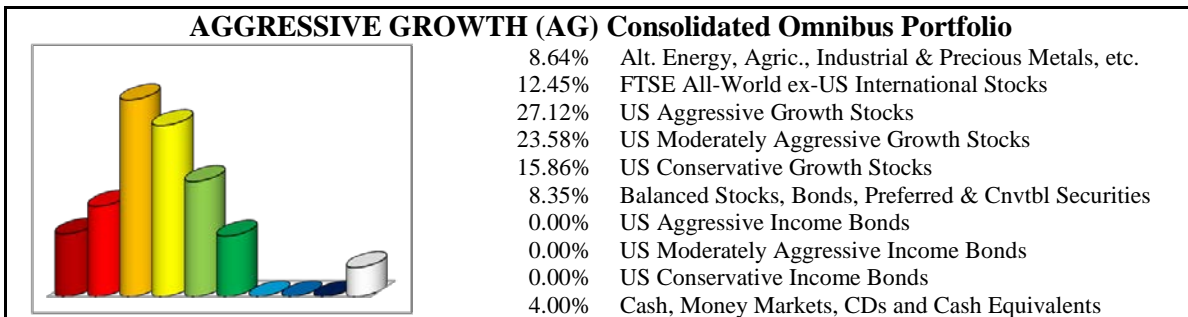 AGGRESSIVE GROWTH (AG) Consolidated Omnibus Portfolio
8.64% Alt. Energy, Agric., Industrial & Precious Metals, etc.
12.45% FTSE All-World ex-US International Stocks
27.12% US Aggressive Growth Stocks
23.58% US Moderately Aggressive Growth Stocks
15.86% US Conservative Growth Stocks
8.35% Balanced Stocks, Bonds, Preferred & Cnvtbl Securities
0.00% US Aggressive Income Bonds
0.00% US Moderately Aggressive Income Bonds
0.00% US Conservative Income Bonds
4.00% Cash, Money Markets, CDs and Cash Equivalents